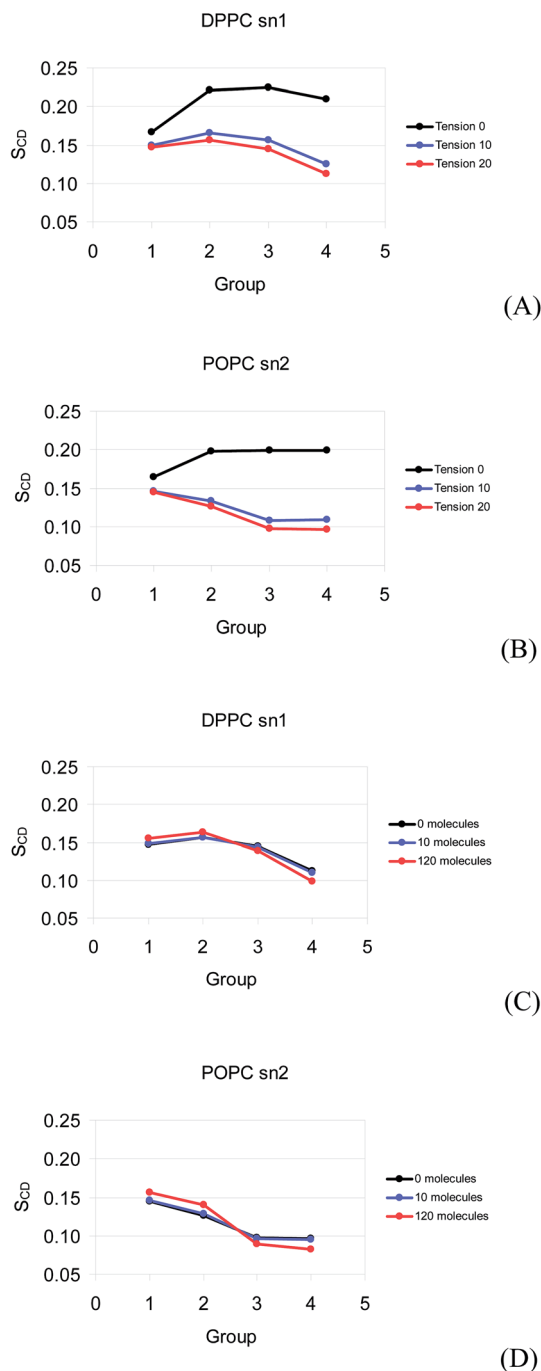 DPPC sn1
0.25
0.20
0.15
0.10
0.05
SCD
0 1 2 3 4 5
Group
Tension 0
Tension 10
Tension 20
(A)
POPC sn2
0.25
0.20
0.15
0.10
0.05
SCD
0 1 2 3 4 5
Group
Tension 0
Tension 10
Tension 20
(B)
DPPC sn1
0.25
0.20
0.15
0.10
0.05
SCD
0 1 2 3 4 5
Group
0 molecules
10 molecules
120 molecules
(C)
POPC sn2
0.25
0.20
0.15
0.10
0.05
SCD
0 1 2 3 4 5
Group
0 molecules
10 molecules
120 molecules
(D)